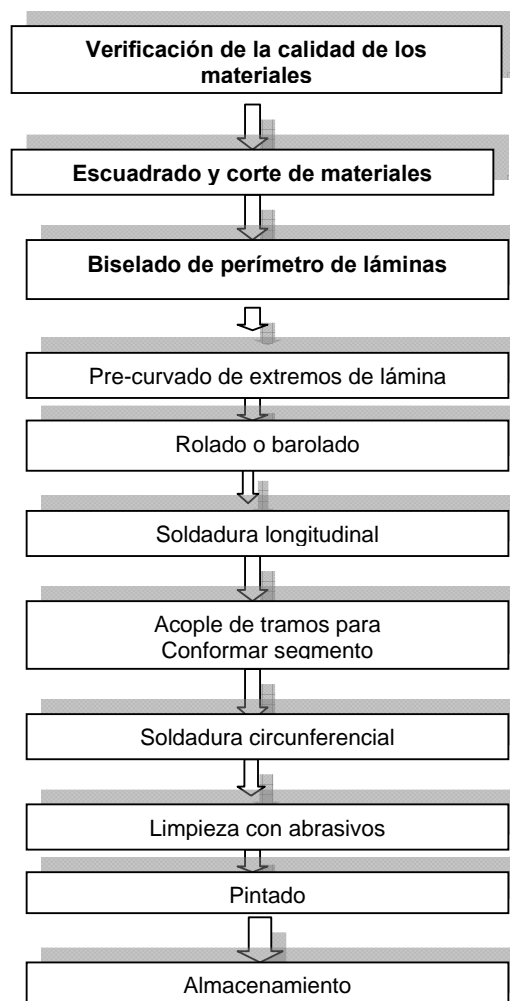 Verificación de la calidad de los
materiales
Escuadrado y corte de materiales
Biselado de perímetro de láminas
Pre-curvado de extremos de lámina
Rolado o barolado
Soldadura longitudinal
Acople de tramos para
Conformar segmento
Soldadura circunferencial
Limpieza con abrasivos
Pintado
Almacenamiento